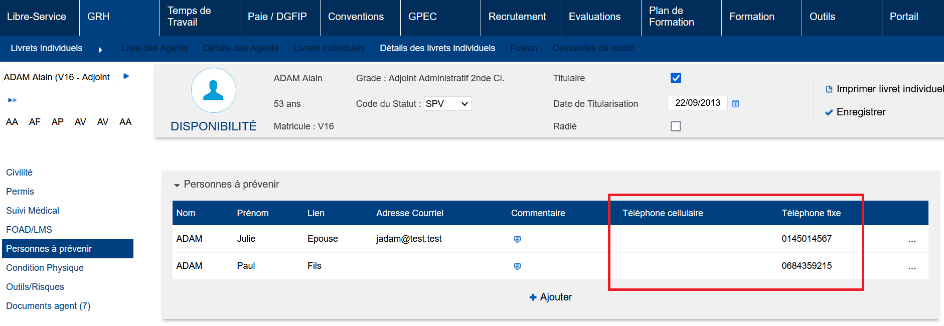 Libre-Service GRH Temps de Travail Paie / DGFIP Conventions GPEC Recrutement Evaluations Plan de Formation Formation Outils Portail
Livrets Individuels Liste des Agents Détails des Agents Livrets Individuels Détails des livrets individuels Fusion Demandes de modif.
ADAM Alain (V16 - Adjoint
AA AF AP AV AV AA
DISPONIBILITÉ
ADAM Alain Grade : Adjoint Administratif 2nde Cl. Titulaire
53 ans Code du Statut : SPV Date de Titularisation 22/09/2013
Matricule : V16 Radié
Imprimer livret individuel
Enregistrer
Civilité
Permis
Suivi Médical
FOAD/LMS
Personnes à prévenir
Condition Physique
Outils/Risques
Documents agent (7)
Personnes à prévenir
Nom Prénom Lien Adresse Courriel Commentaire Téléphone cellulaire Téléphone fixe
ADAM Julie Epouse jadam@test.test 0145014567 ...
ADAM Paul Fils 0684359215 ...
Ajouter